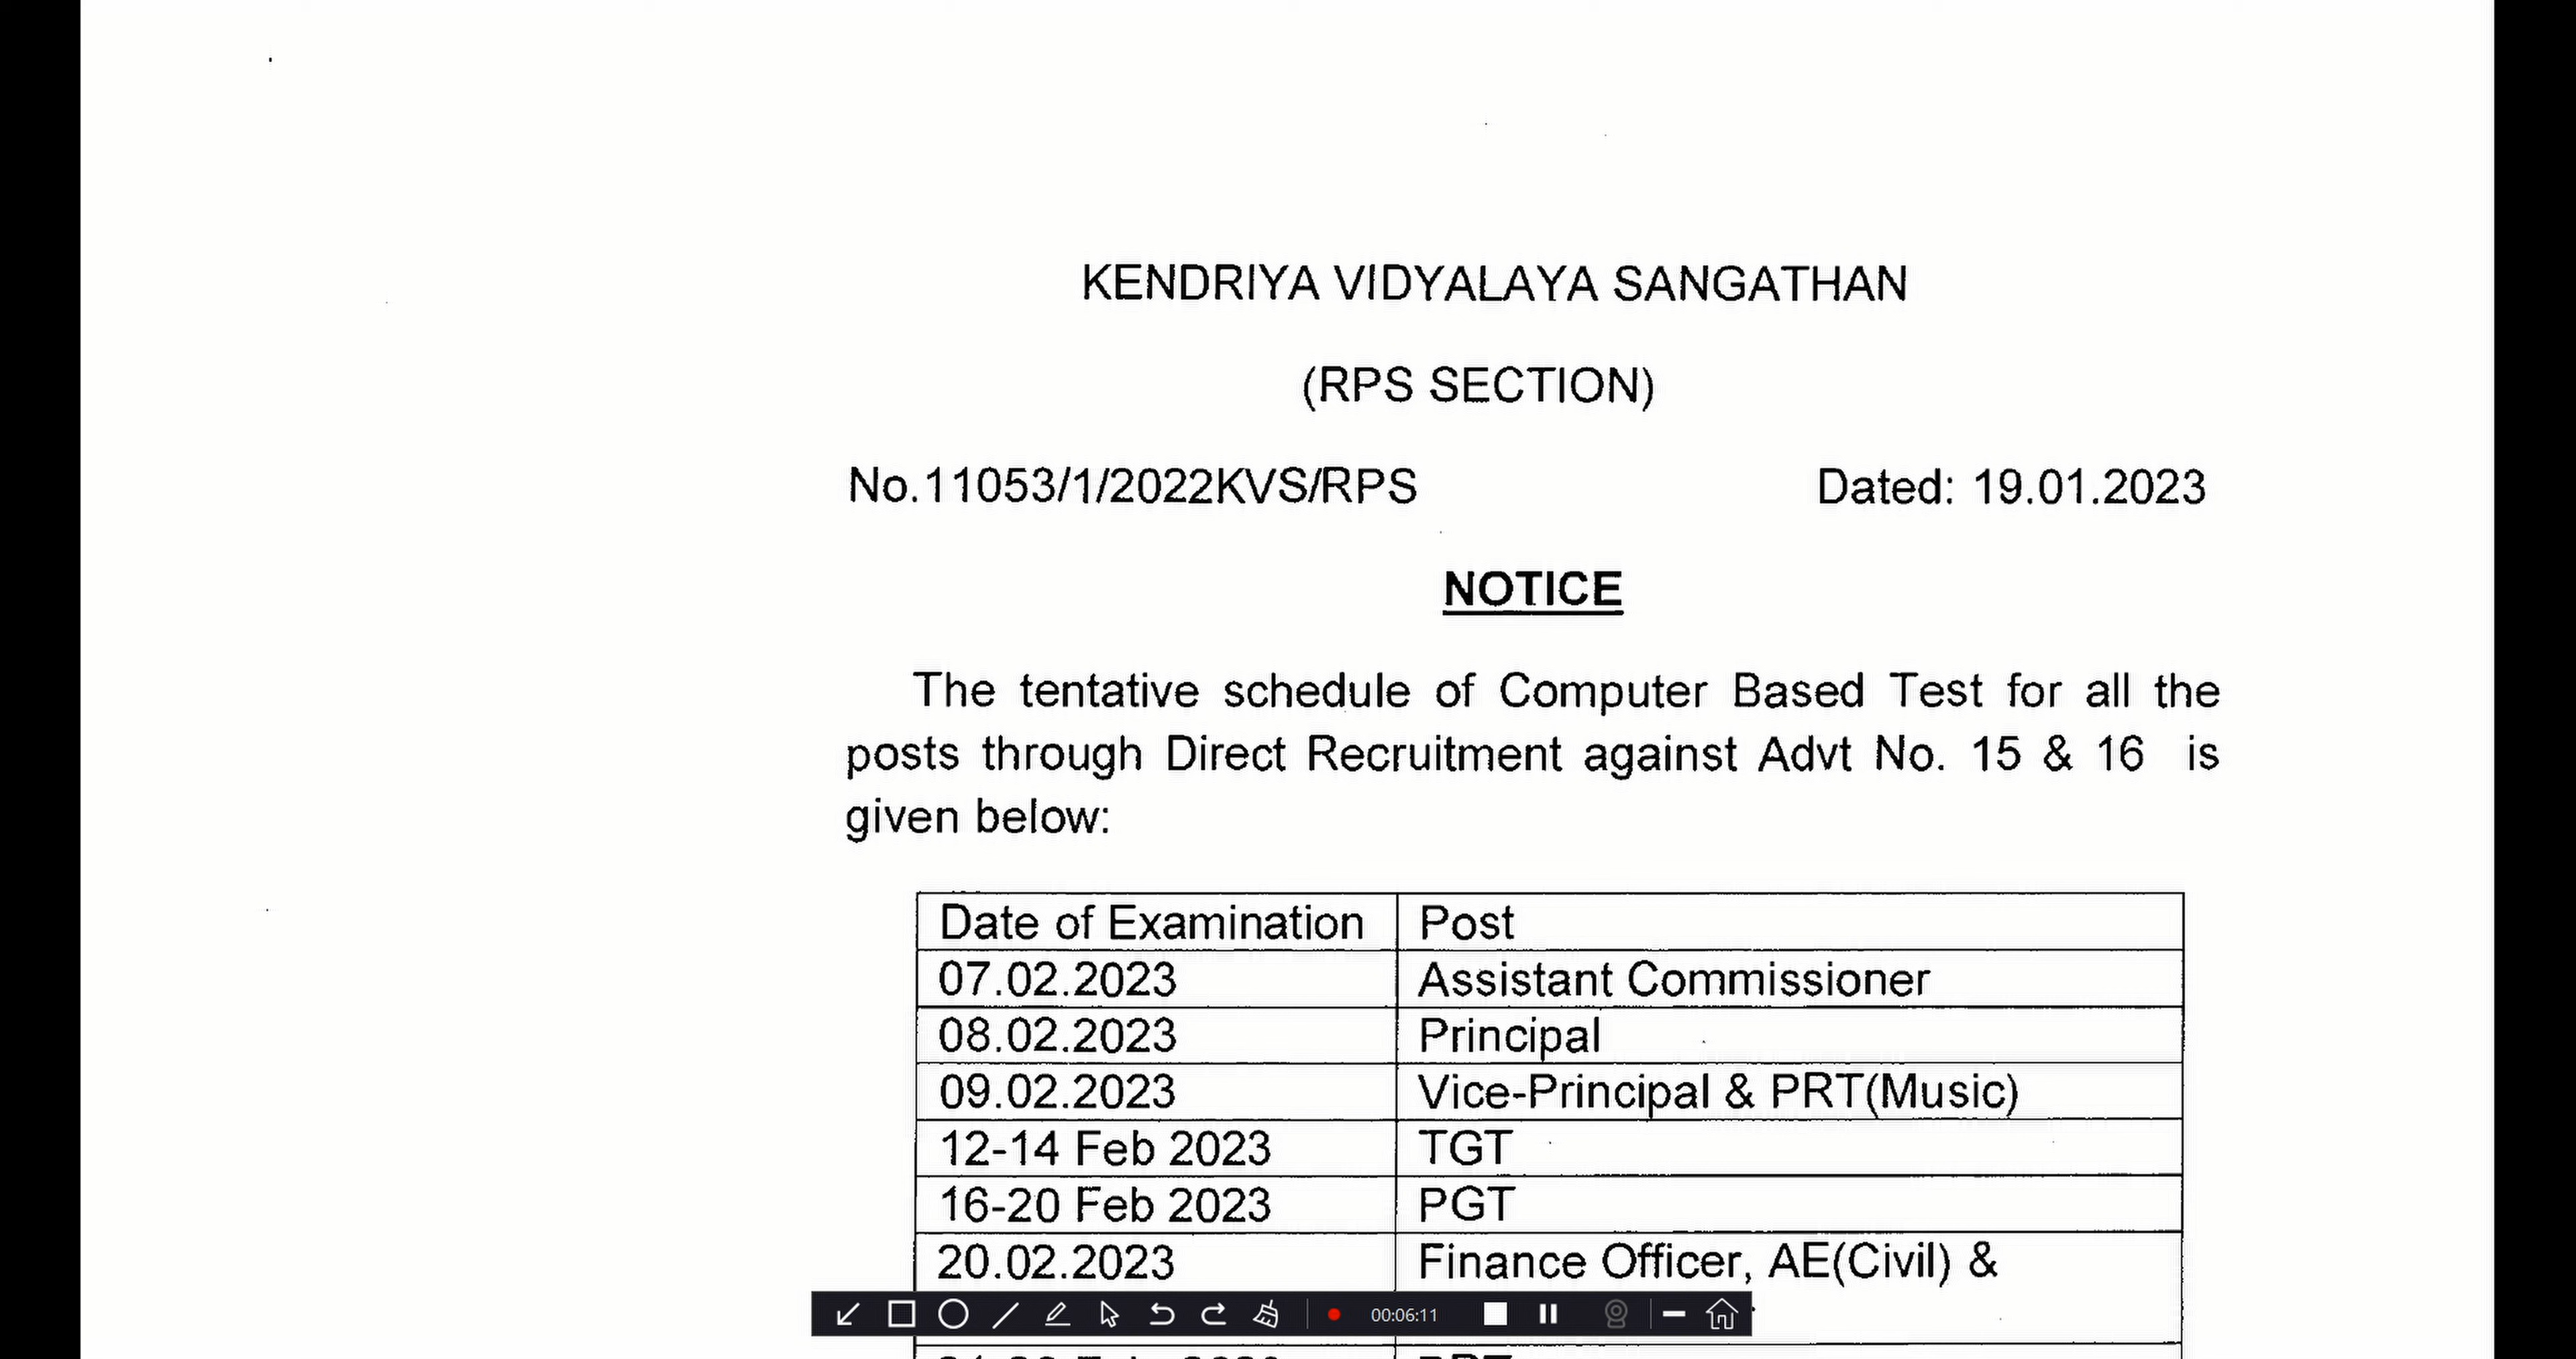 KENDRIYA VIDYALAYA SANGATHAN
(RPS SECTION)
No.11053/1/2022KVS/RPS Dated: 19.01.2023
NOTICE
The tentative schedule of Computer Based Test for all the
posts through Direct Recruitment against Advt No. 15 & 16 is
given below:
Date of Examination Post
07.02.2023 Assistant Commissioner
08.02.2023 Principal
09.02.2023 Vice-Principal & PRT(Music)
12-14 Feb 2023 TGT
16-20 Feb 2023 PGT
20.02.2023 Finance Officer, AE(Civil) &
00:06:11